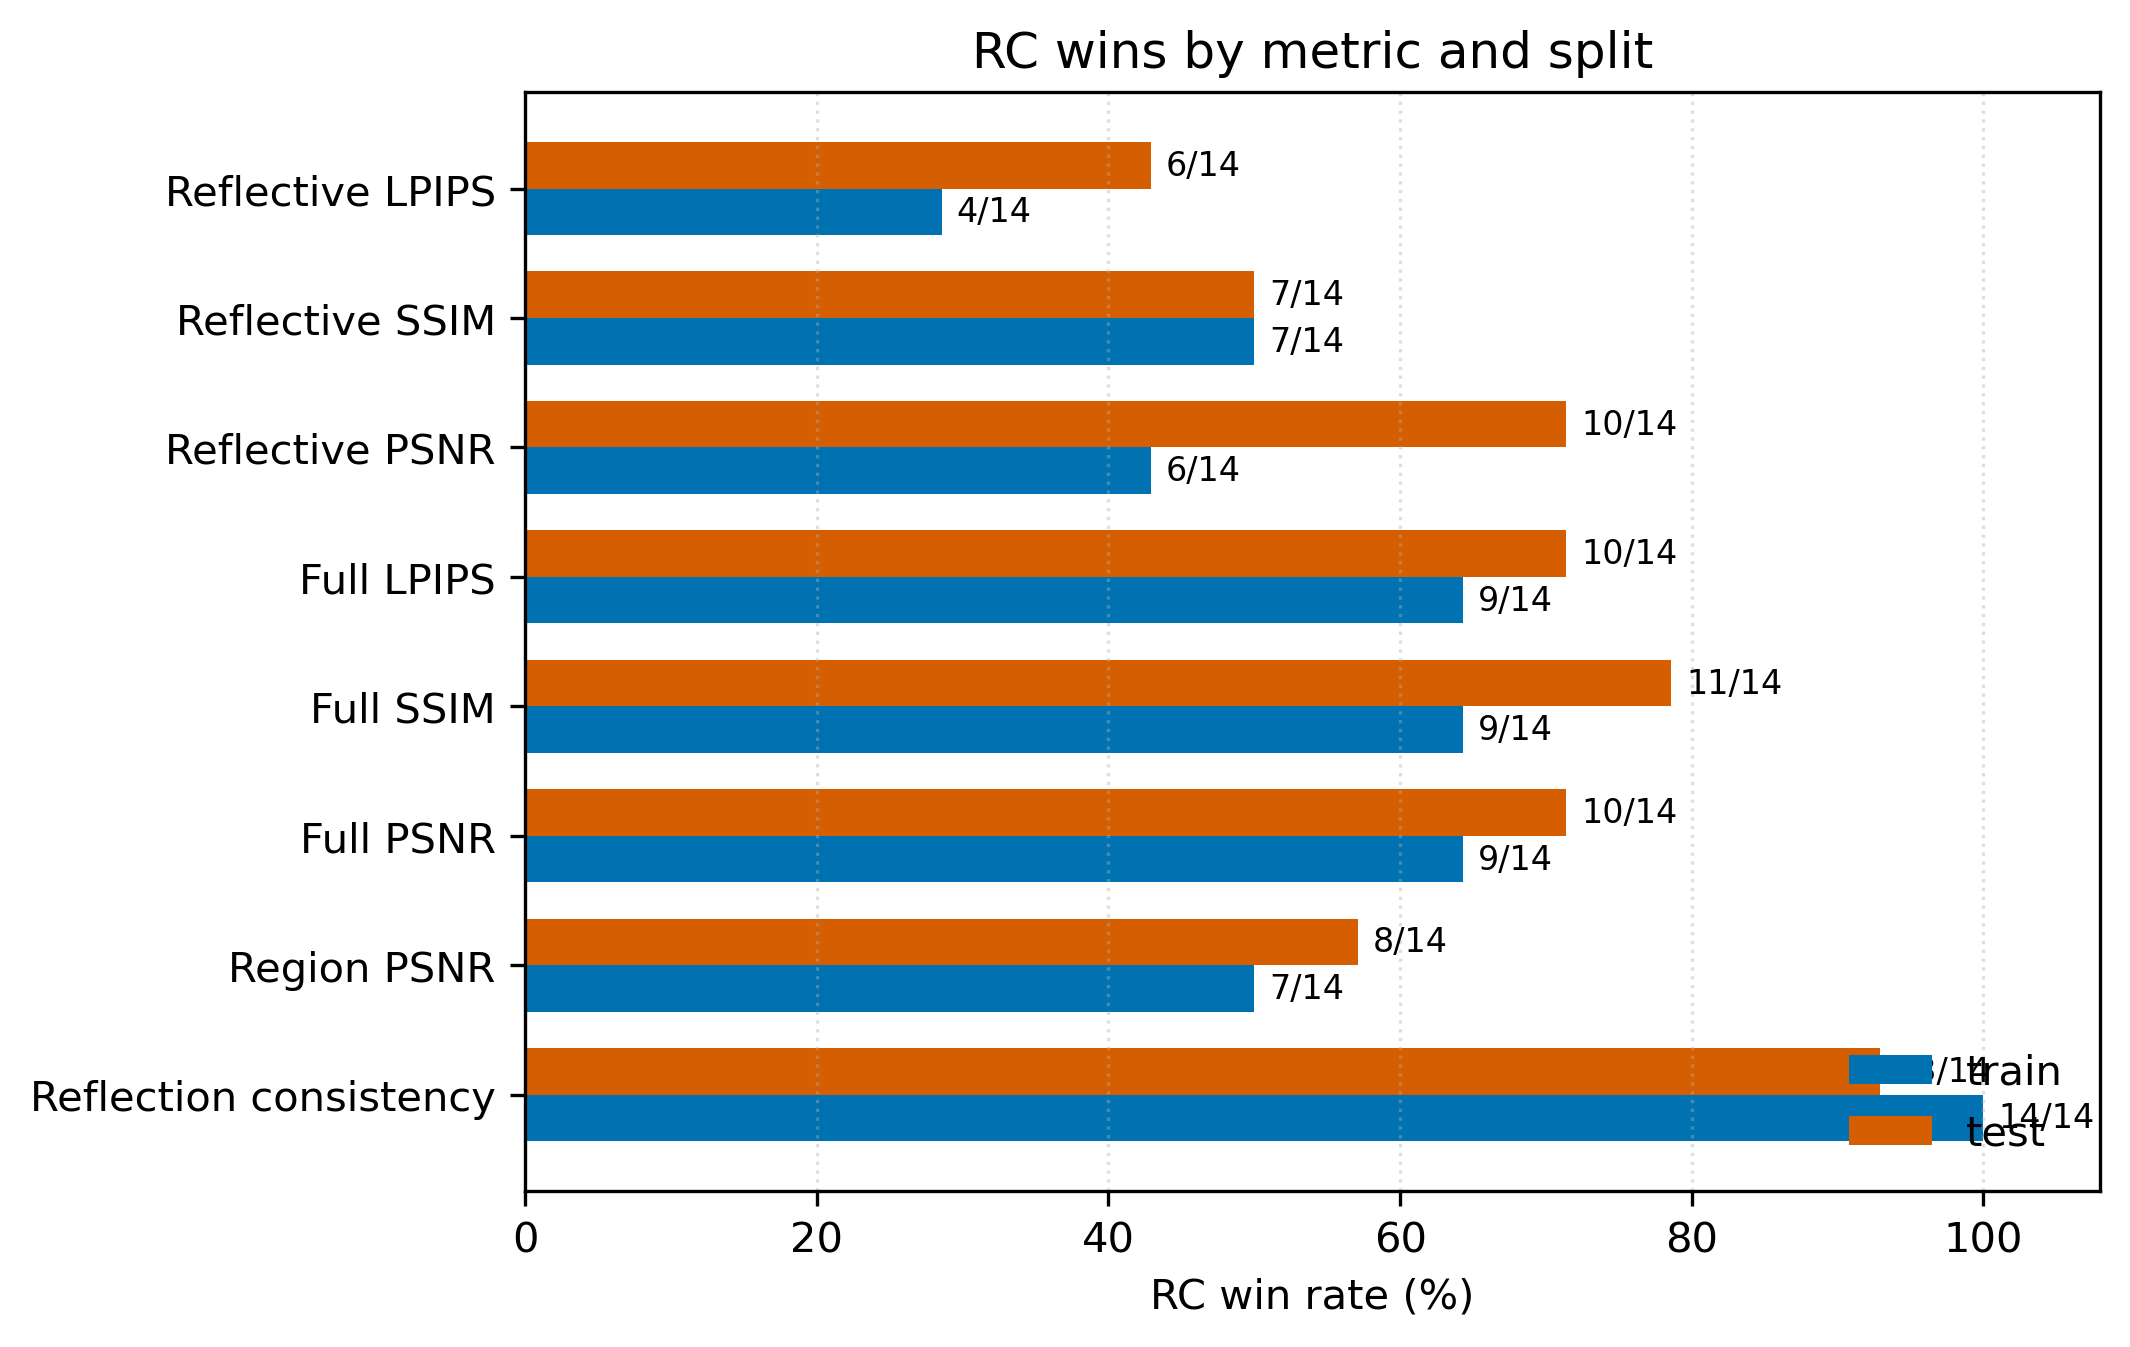 RC wins by metric and split
Reflective LPIPS
6/14
4/14
Reflective SSIM
7/14
7/14
Reflective PSNR
10/14
6/14
Full LPIPS
10/14
9/14
Full SSIM
11/14
9/14
Full PSNR
10/14
9/14
Region PSNR
8/14
7/14
Reflection consistency
/14
14/14
train
test
0 20 40 60 80 100
RC win rate (%)